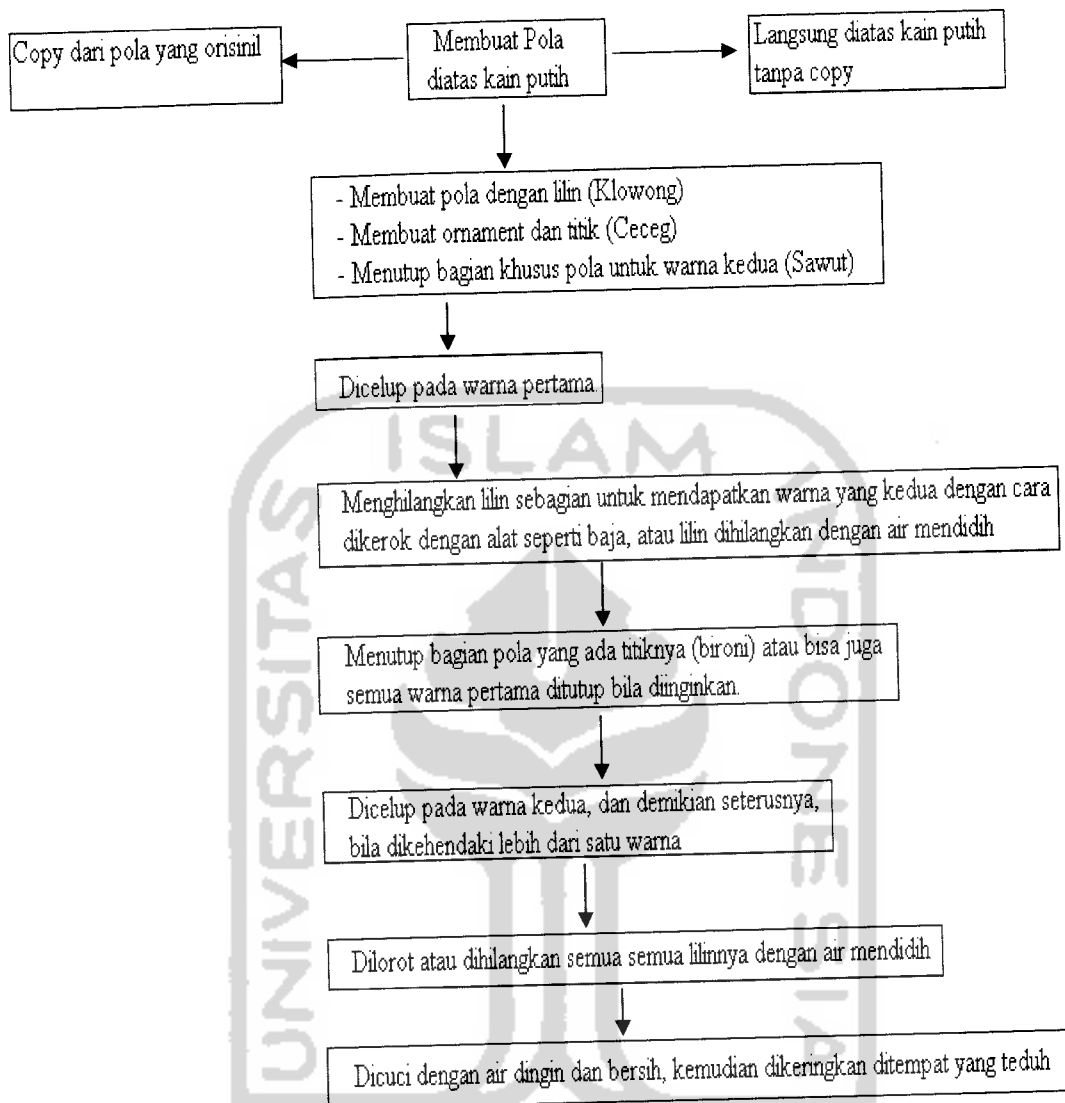 Copy dari pola yang orisinil
Membuat Pola
diatas kain putih
Langsung diatas kain putih
tanpa copy
- Membuat pola dengan lilin (Klowong)
- Membuat ornament dan titik (Ceceg)
- Menutup bagian khusus pola untuk warna kedua (Sawut)
Dicelup pada warna pertama
Menghilangkan lilin sebagian untuk mendapatkan warna yang kedua dengan cara
dikerok dengan alat seperti baja, atau lilin dihilangkan dengan air mendidih
Menutup bagian pola yang ada titiknya (bironi) atau bisa juga
semua warna pertama ditutup bila diinginkan.
Dicelup pada warna kedua, dan demikian seterusnya,
bila dikehendaki lebih dari satu warna
Dilorot atau dihilangkan semua semua lilinnya dengan air mendidih
Dicuci dengan air dingin dan bersih, kemudian dikeringkan ditempat yang teduh
UNIVERSITAS
ISLAM
INDONESIA